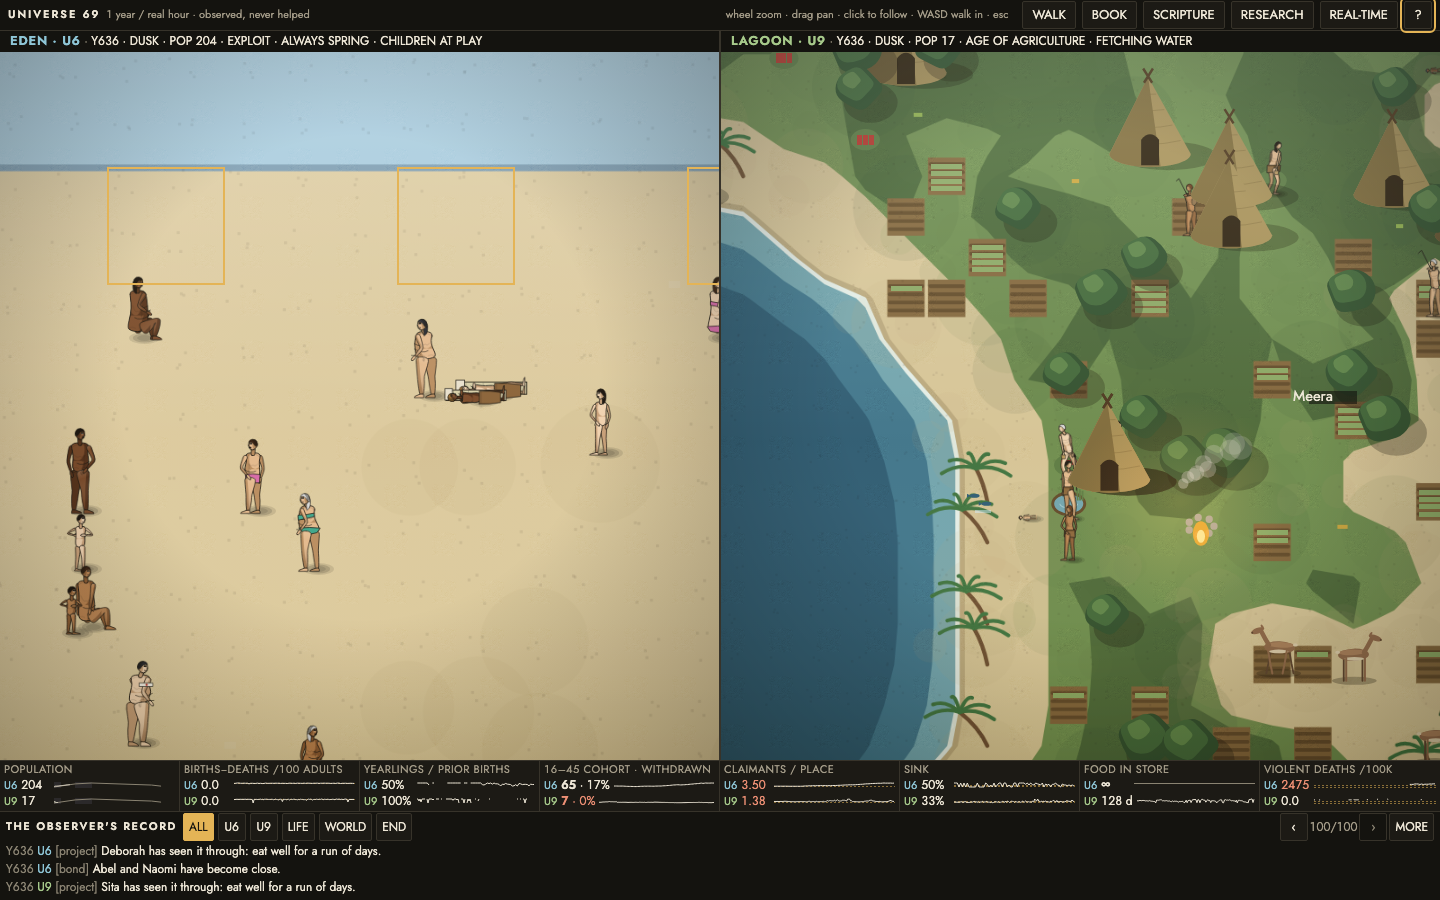 UNIVERSE 69 1 year / real hour · observed, never helped
wheel zoom · drag pan · click to follow · WASD walk in · esc
WALK BOOK SCRIPTURE RESEARCH REAL-TIME ?
EDEN · U6 · Y636 · DUSK · POP 204 · EXPLOIT · ALWAYS SPRING · CHILDREN AT PLAY
LAGOON · U9 · Y636 · DUSK · POP 17 · AGE OF AGRICULTURE · FETCHING WATER
Meera
POPULATION
U6 204
U9 17
BIRTHS–DEATHS /100 ADULTS
U6 0.0
U9 0.0
YEARLINGS / PRIOR BIRTHS
U6 50%
U9 100%
16–45 COHORT · WITHDRAWN
U6 65 · 17%
U9 7 · 0%
CLAIMANTS / PLACE
U6 3.50
U9 1.38
SINK
U6 50%
U9 33%
FOOD IN STORE
U6 ∞
U9 128 d
VIOLENT DEATHS /100K
U6 2475
U9 0.0
THE OBSERVER'S RECORD ALL U6 U9 LIFE WORLD END
‹ 100/100 › MORE
Y636 U6 [project] Deborah has seen it through: eat well for a run of days.
Y636 U6 [bond] Abel and Naomi have become close.
Y636 U9 [project] Sita has seen it through: eat well for a run of days.